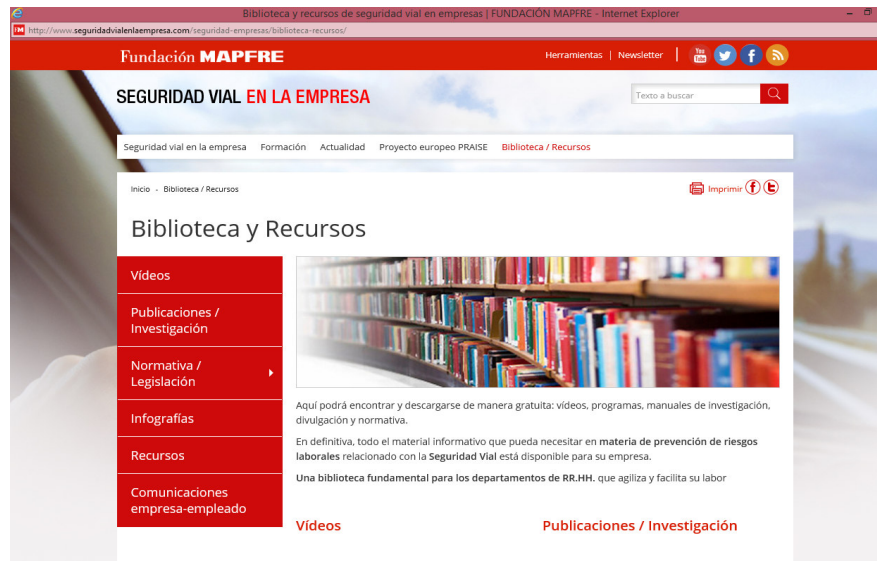 Biblioteca y recursos de seguridad vial en empresas | FUNDACIÓN MAPFRE - Internet Explorer
http://www.seguridadvialenlaempresa.com/seguridad-empresas/biblioteca-recursos/
Fundación MAPFRE
Herramientas | Newsletter |
You Tube
SEGURIDAD VIAL EN LA EMPRESA
Texto a buscar
Seguridad vial en la empresa Formación Actualidad Proyecto europeo PRAISE Biblioteca / Recursos
Inicio - Biblioteca / Recursos
Imprimir
Biblioteca y Recursos
Vídeos
Publicaciones /
Investigación
Normativa /
Legislación
Infografías
Recursos
Comunicaciones
empresa-empleado
Aquí podrá encontrar y descargarse de manera gratuita: vídeos, programas, manuales de investigación,
divulgación y normativa.
En definitiva, todo el material informativo que pueda necesitar en materia de prevención de riesgos
laborales relacionado con la Seguridad Vial está disponible para su empresa.
Una biblioteca fundamental para los departamentos de RR.HH. que agiliza y facilita su labor
Vídeos
Publicaciones / Investigación